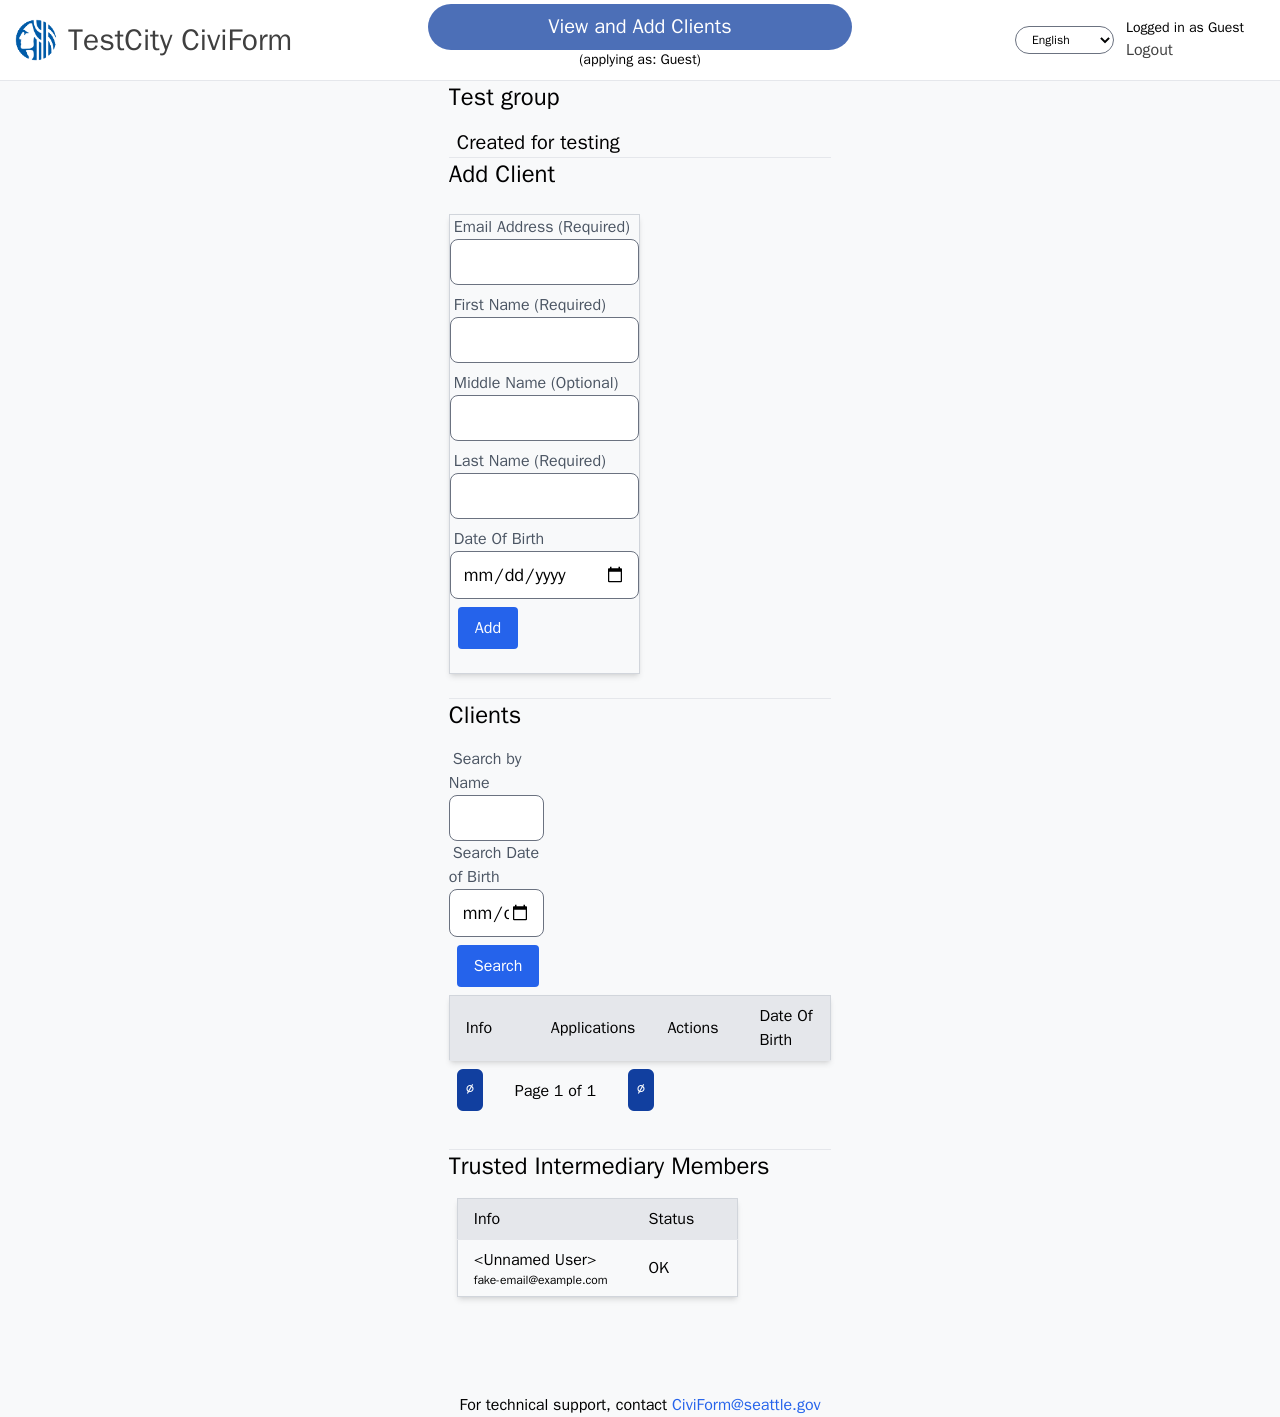 TestCity CiviForm
View and Add Clients
(applying as: Guest)
English
Logged in as Guest
Logout
Test group
Created for testing
Add Client
Email Address (Required)
First Name (Required)
Middle Name (Optional)
Last Name (Required)
Date Of Birth
mm/dd/yyyy
Add
Clients
Search by
Name
Search Date
of Birth
mm/d
Search
Info Applications Actions Date Of Birth
∅ Page 1 of 1 ∅
Trusted Intermediary Members
Info Status
<Unnamed User> OK
fake-email@example.com
For technical support, contact CiviForm@seattle.gov